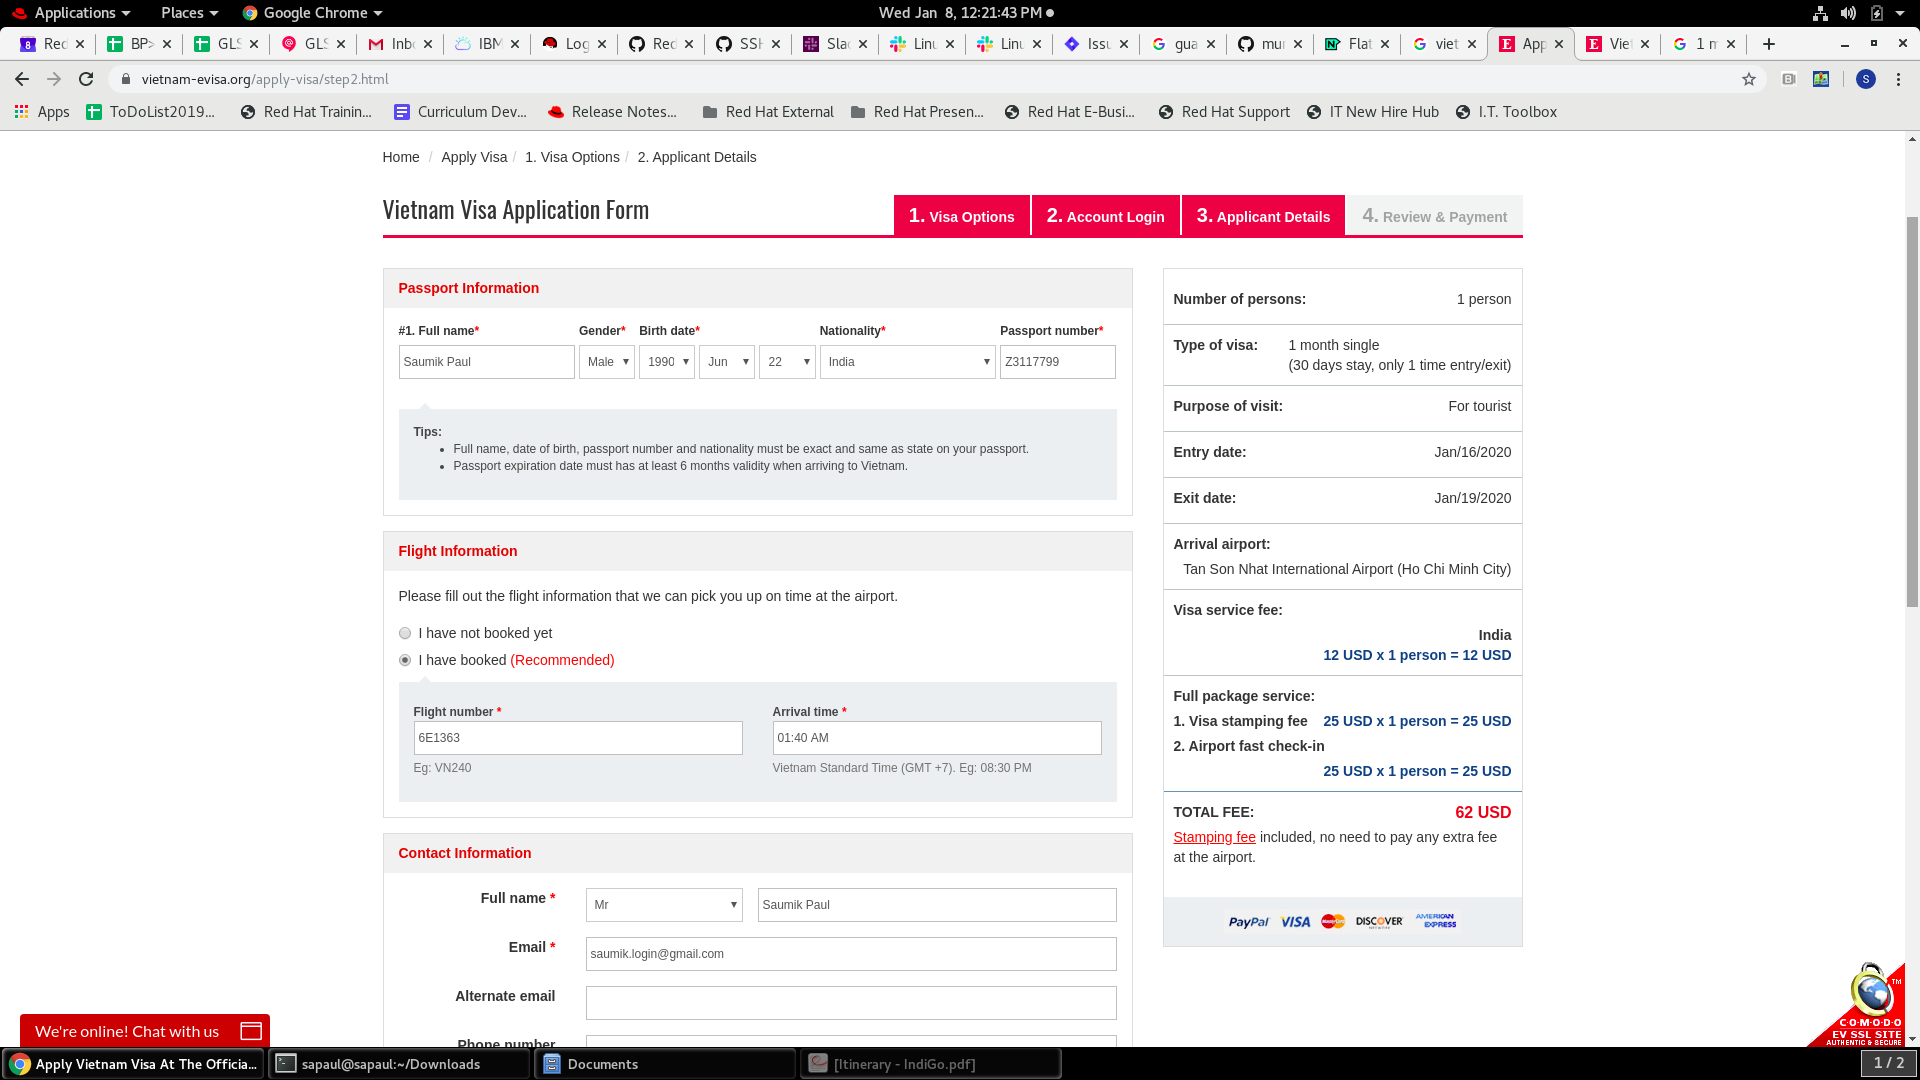 Applications
Places
Google Chrome
Wed Jan  8, 12:21:43 PM
Red
BP>
GLS
GLS
Inbo
IBM
Log
Red
SSH
Slac
Linu
Linu
Issu
gua
mur
Flat
viet
App
Viet
1 m
vietnam-evisa.org/apply-visa/step2.html
S
Apps
ToDoList2019...
Red Hat Trainin...
Curriculum Dev...
Release Notes...
Red Hat External
Red Hat Presen...
Red Hat E-Busi...
Red Hat Support
IT New Hire Hub
I.T. Toolbox
Home / Apply Visa / 1. Visa Options / 2. Applicant Details
Vietnam Visa Application Form
1. Visa Options
2. Account Login
3. Applicant Details
4. Review & Payment
Passport Information
#1. Full name* Gender* Birth date* Nationality* Passport number*
Saumik Paul Male 1990 Jun 22 India Z3117799
Tips:
• Full name, date of birth, passport number and nationality must be exact and same as state on your passport.
• Passport expiration date must has at least 6 months validity when arriving to Vietnam.
Flight Information
Please fill out the flight information that we can pick you up on time at the airport.
I have not booked yet
I have booked (Recommended)
Flight number * Arrival time *
6E1363 01:40 AM
Eg: VN240 Vietnam Standard Time (GMT +7). Eg: 08:30 PM
Contact Information
Full name * Mr Saumik Paul
Email * saumik.login@gmail.com
Alternate email
Phone number
Number of persons: 1 person
Type of visa: 1 month single
(30 days stay, only 1 time entry/exit)
Purpose of visit: For tourist
Entry date: Jan/16/2020
Exit date: Jan/19/2020
Arrival airport:
Tan Son Nhat International Airport (Ho Chi Minh City)
Visa service fee:
India
12 USD x 1 person = 12 USD
Full package service:
1. Visa stamping fee 25 USD x 1 person = 25 USD
2. Airport fast check-in
25 USD x 1 person = 25 USD
TOTAL FEE: 62 USD
Stamping fee included, no need to pay any extra fee
at the airport.
PayPal VISA MasterCard DISCOVER AMERICAN EXPRESS
TM
C·O·M·O·D·O
EV SSL SITE
AUTHENTIC & SECURE
We're online! Chat with us
Apply Vietnam Visa At The Officia...
sapaul@sapaul:~/Downloads
Documents
[Itinerary - IndiGo.pdf]
1 / 2